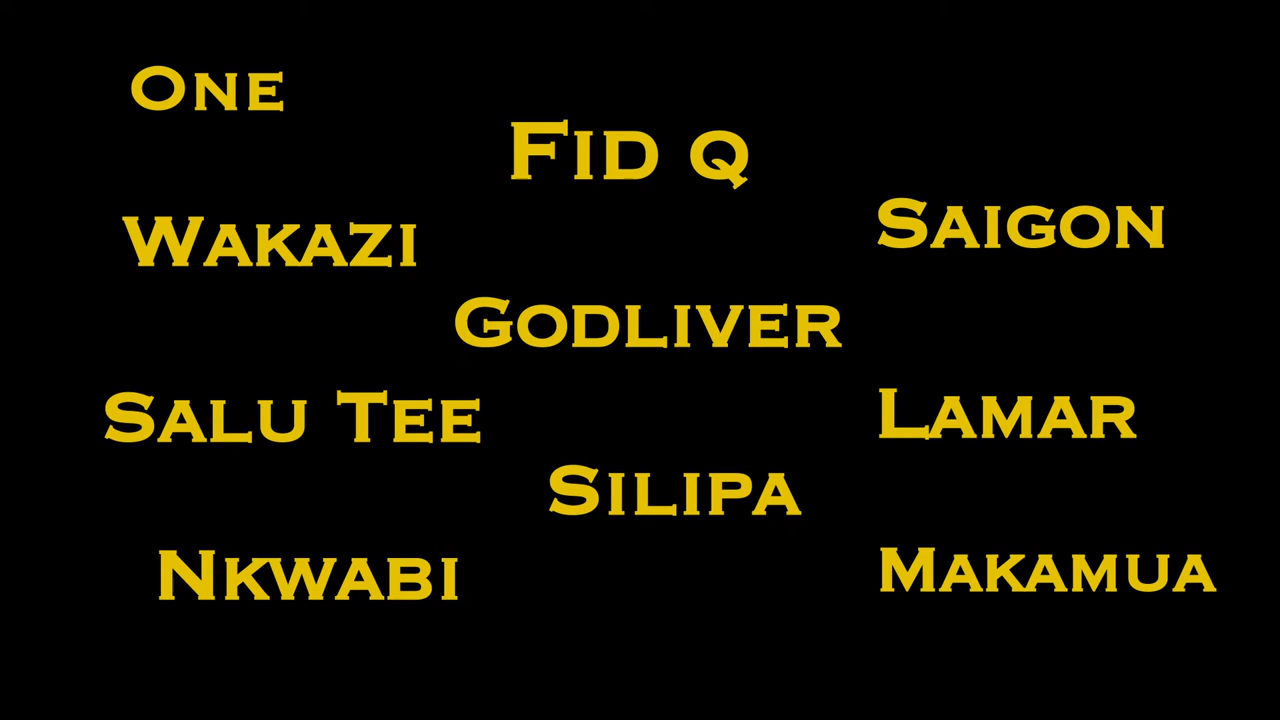 One
Fid Q
Saigon
Wakazi
Godliver
Salu Tee
Lamar
Silipa
Nkwabi
Makamua